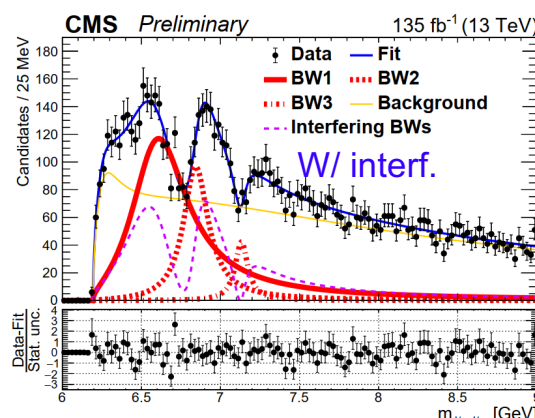 CMS Preliminary 135 fb⁻¹ (13 TeV)
Candidates / 25 MeV
180
160
140
120
100
80
60
40
20
0
Data Fit
BW1 BW2
BW3 Background
Interfering BWs
W/ interf.
Data-Fit
Stat. unc.
4
3
2
1
0
−1
−2
−3
6 6.5 7 7.5 8 8.5 9
[GeV]